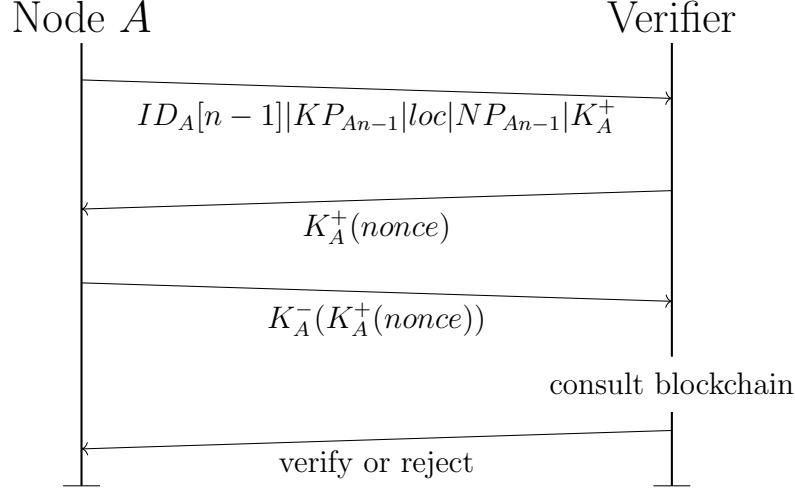 Node A
Verifier
ID_A[n − 1]|KP_{An−1}|loc|NP_{An−1}|K_A^+
K_A^+(nonce)
K_A^−(K_A^+(nonce))
consult blockchain
verify or reject